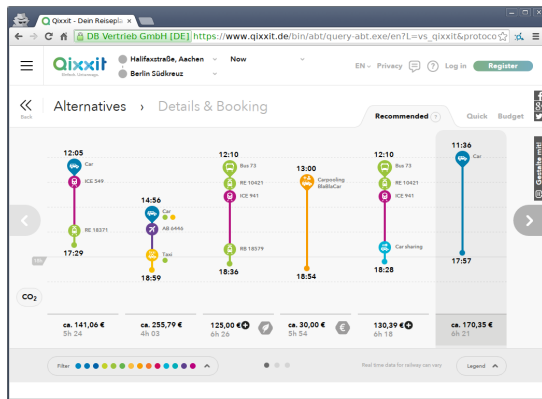 Qixxit - Dein Reisepla
DB Vertrieb GmbH [DE] https://www.qixxit.de/bin/abt/query-abt.exe/en?L=vs_qixxit&protoco
Qixxit
Halifaxstraße, Aachen
Berlin Südkreuz
Now
EN Privacy ? Log in Register
Back
Alternatives › Details & Booking
Recommended ? Quick Budget
Gestalte mit!
12:05
Car
ICE 549
RE 18371
17:29
14:56
Car
AB 6446
Taxi
18:59
12:10
Bus 73
RE 10421
ICE 941
RB 18579
18:36
13:00
Carpooling
BlaBlaCar
18:54
12:10
Bus 73
RE 10421
ICE 941
Car sharing
18:28
11:36
Car
17:57
CO₂
ca. 141,06 €
5h 24
ca. 255,79 €
4h 03
125,00 €
6h 26
ca. 30,00 €
5h 54
€
130,39 €
6h 18
ca. 170,35 €
6h 21
Filter
Real time data for railway can vary
Legend